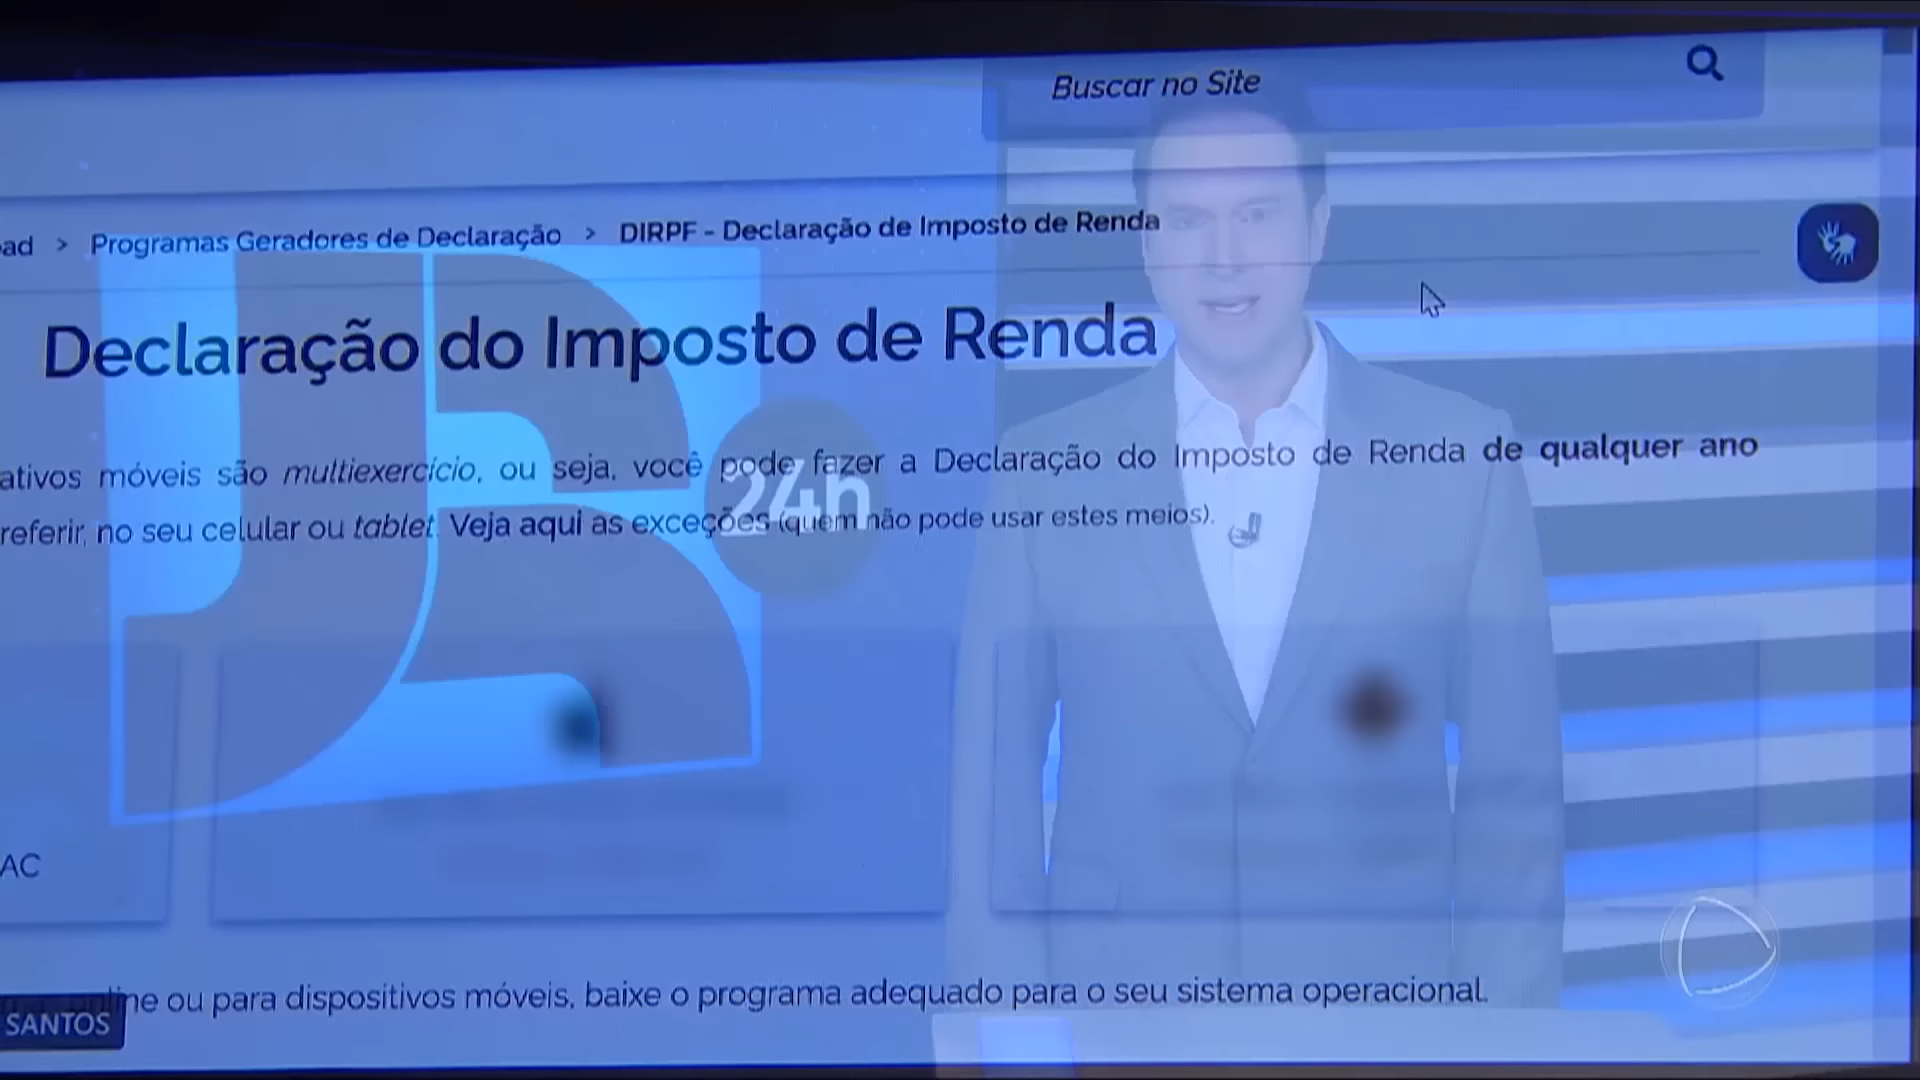 Buscar no Site
ad > Programas Geradores de Declaração > DIRPF - Declaração de Imposto de Renda
Declaração do Imposto de Renda
24h
ativos móveis são multiexercício, ou seja, você pode fazer a Declaração do Imposto de Renda de qualquer ano
referir, no seu celular ou tablet. Veja aqui as exceções (quem não pode usar estes meios).
AC
online ou para dispositivos móveis, baixe o programa adequado para o seu sistema operacional.
SANTOS